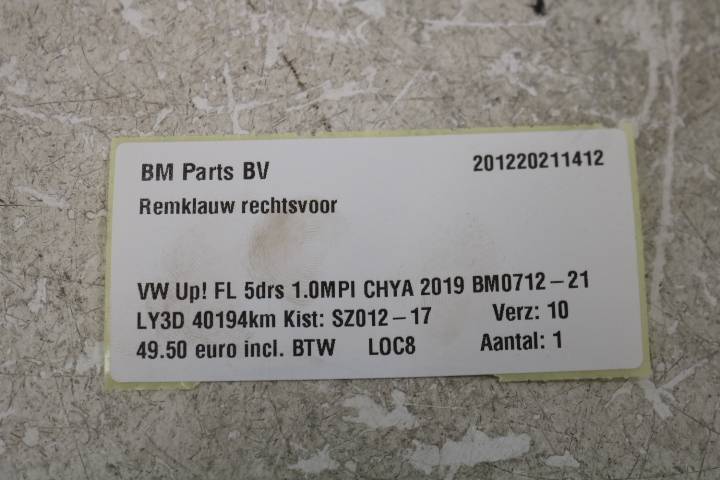 BM Parts BV 201220211412
Remklauw rechtsvoor
VW Up! FL 5drs 1.0MPI CHYA 2019 BM0712-21
LY3D 40194km Kist: SZ012-17 Verz: 10
49.50 euro incl. BTW LOC8 Aantal: 1